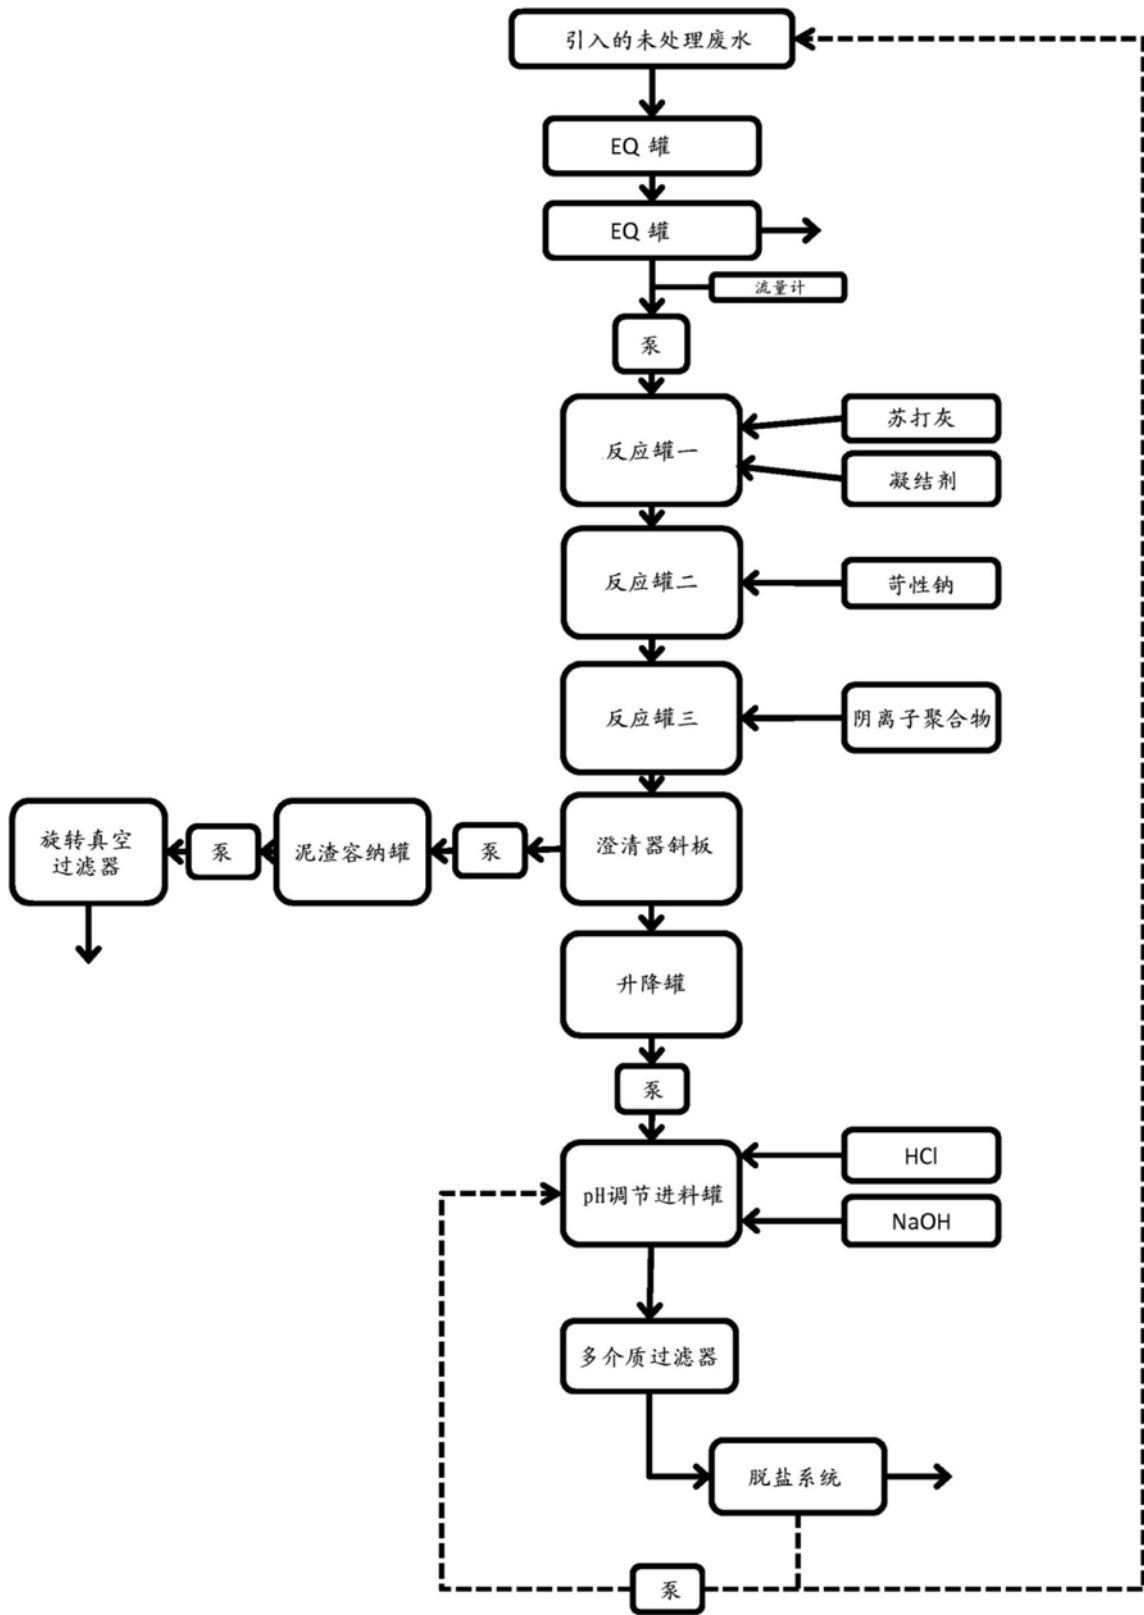 引入的未处理废水
EQ 罐
EQ 罐
流量计
泵
反应罐一
苏打灰
凝结剂
反应罐二
苛性钠
反应罐三
阴离子聚合物
旋转真空
过滤器
泵
泥渣容纳罐
泵
澄清器斜板
升降罐
泵
pH调节进料罐
HCl
NaOH
多介质过滤器
脱盐系统
泵